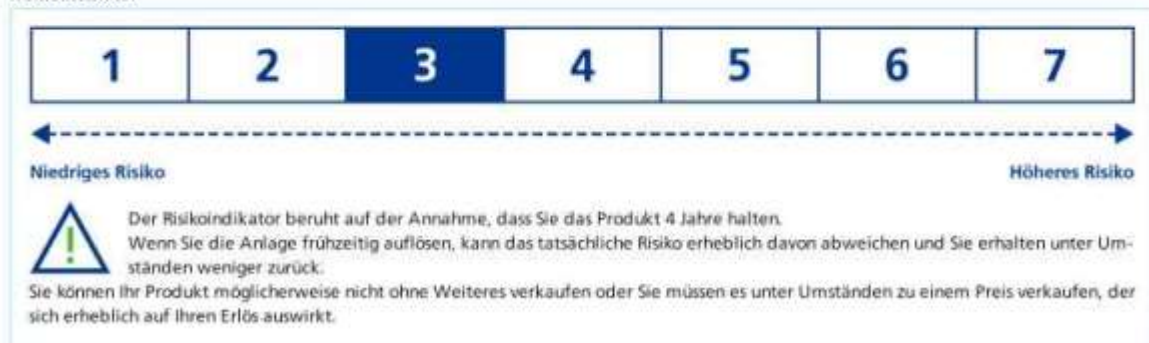 1 2 3 4 5 6 7
Niedriges Risiko Höheres Risiko
Der Risikoindikator beruht auf der Annahme, dass Sie das Produkt 4 Jahre halten.
Wenn Sie die Anlage frühzeitig auflösen, kann das tatsächliche Risiko erheblich davon abweichen und Sie erhalten unter Um-
ständen weniger zurück.
Sie können Ihr Produkt möglicherweise nicht ohne Weiteres verkaufen oder Sie müssen es unter Umständen zu einem Preis verkaufen, der
sich erheblich auf Ihren Erlös auswirkt.